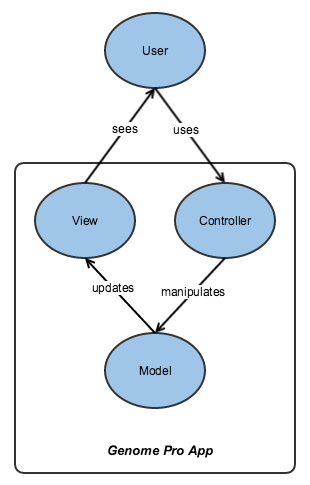 User
sees
uses
View
Controller
updates
manipulates
Model
Genome Pro App